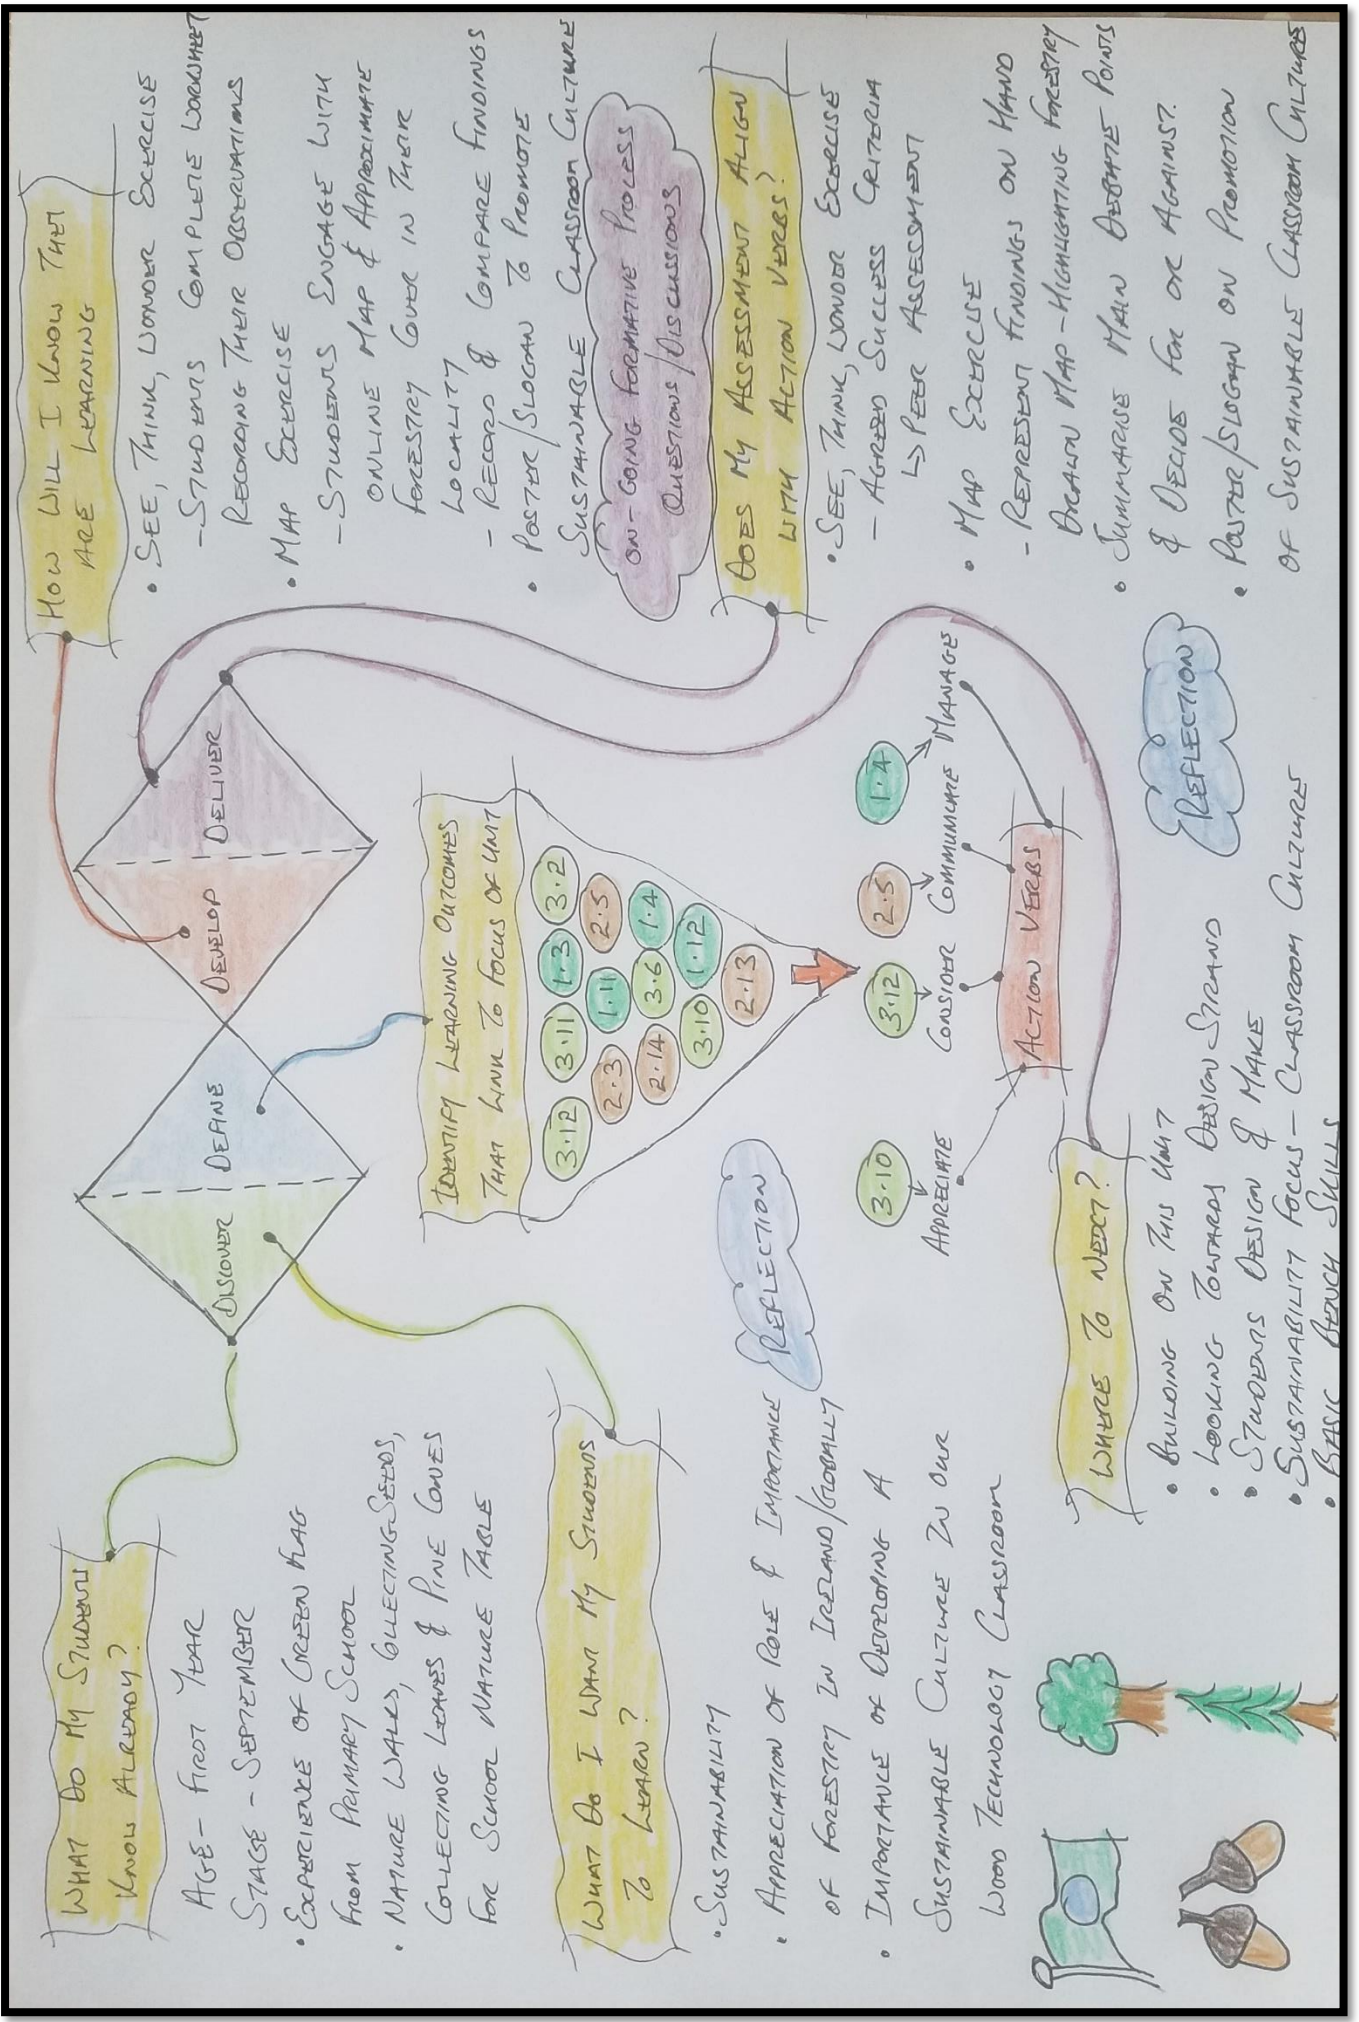 WHAT DO MY STUDENTS
KNOW ALREADY?
AGE - FIRST YEAR
STAGE - SEPTEMBER
• EXPERIENCE OF GREEN FLAG
FROM PRIMARY SCHOOL
• NATURE WALKS, COLLECTING SEEDS,
COLLECTING LEAVES & PINE CONES
FOR SCHOOL NATURE TABLE
WHAT DO I WANT MY STUDENTS
TO LEARN?
• SUSTAINABILITY
• APPRECIATION OF ROLE & IMPORTANCE
OF FORESTRY IN IRELAND/GLOBALLY
• IMPORTANCE OF DEVELOPING A
SUSTAINABLE CULTURE IN OUR
WOOD TECHNOLOGY CLASSROOM
DISCOVER
DEFINE
DEVELOP
DELIVER
IDENTIFY LEARNING OUTCOMES
THAT LINK TO FOCUS OF UNIT
3.12 3.11 1.3 3.2
2.3 1.11 2.5
2.14 3.6 1.4
3.10 1.12
2.13
REFLECTION
3.10 3.12 2.5 1.4
APPRECIATE CONSIDER COMMUNICATE MANAGE
ACTION VERBS
WHERE TO NEXT?
• BUILDING ON THIS UNIT
• LOOKING TOWARDS DESIGN STRAND
• STUDENTS DESIGN & MAKE
• SUSTAINABILITY FOCUS - CLASSROOM CULTURE
• BASIC BENCH SKILLS
REFLECTION
HOW WILL I KNOW THEY
ARE LEARNING
• SEE, THINK, WONDER EXERCISE
- STUDENTS COMPLETE WORKSHEET
RECORDING THEIR OBSERVATIONS
• MAP EXERCISE
- STUDENTS ENGAGE WITH
ONLINE MAP & APPROXIMATE
FORESTRY COVER IN THEIR
LOCALITY
- RECORD & COMPARE FINDINGS
• POSTER/SLOGAN TO PROMOTE
SUSTAINABLE CLASSROOM CULTURE
ON-GOING FORMATIVE PROCESS
QUESTIONS/DISCUSSIONS
DOES MY ASSESSMENT ALIGN
WITH ACTION VERBS?
• SEE, THINK, WONDER EXERCISE
- AGREED SUCCESS CRITERIA
↳ PEER ASSESSMENT
• MAP EXERCISE
- REPRESENT FINDINGS ON HAND
DRAWN MAP - HIGHLIGHTING FORESTRY
• SUMMARISE MAIN DEBATE POINTS
& DECIDE FOR OR AGAINST.
• POSTER/SLOGAN ON PROMOTION
OF SUSTAINABLE CLASSROOM CULTURE